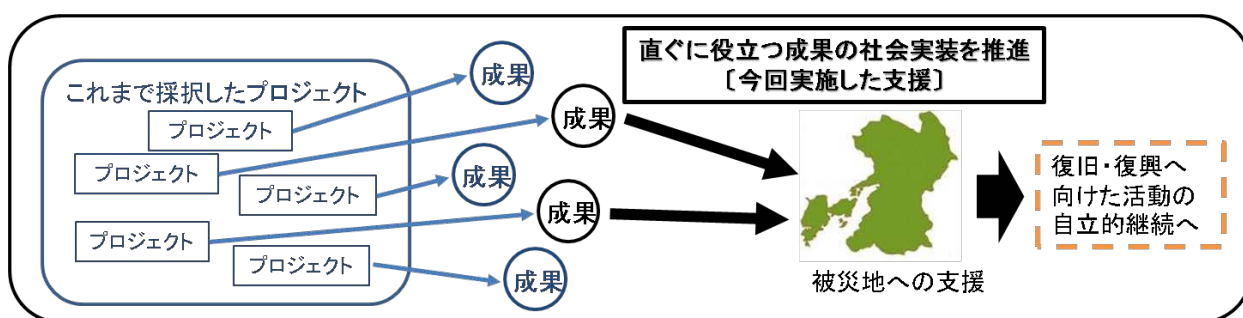 これまで採択したプロジェクト
プロジェクト
プロジェクト
プロジェクト
プロジェクト
プロジェクト
成果
成果
成果
成果
成果
直ぐに役立つ成果の社会実装を推進
〔今回実施した支援〕
被災地への支援
復旧・復興へ
向けた活動の
自立的継続へ